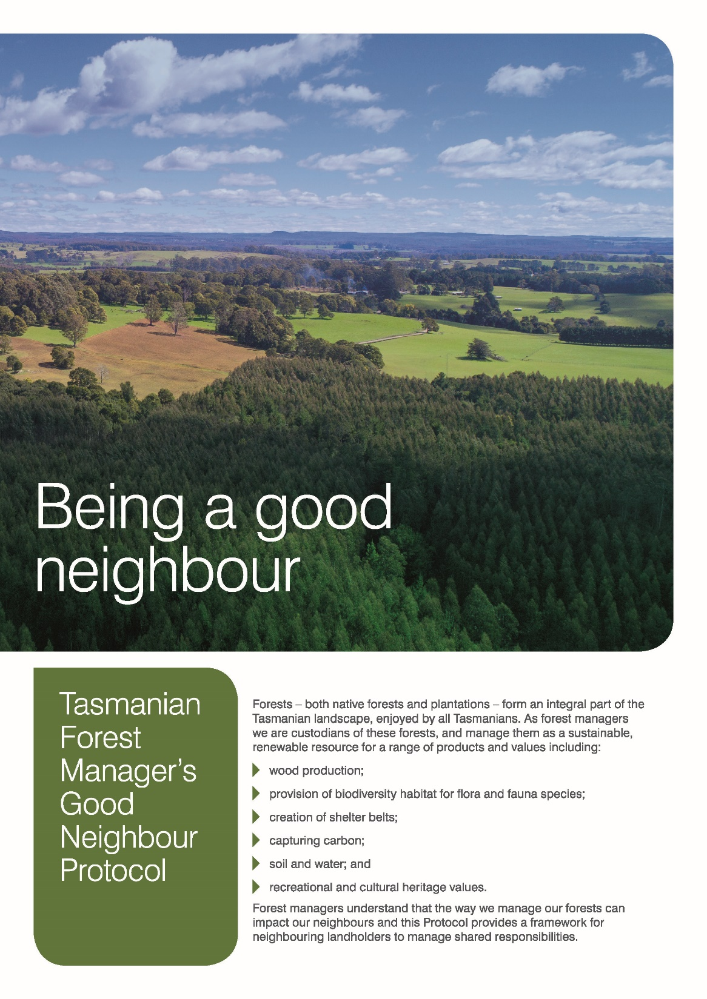 Being a good
neighbour
Tasmanian
Forest
Manager's
Good
Neighbour
Protocol
Forests – both native forests and plantations – form an integral part of the
Tasmanian landscape, enjoyed by all Tasmanians. As forest managers
we are custodians of these forests, and manage them as a sustainable,
renewable resource for a range of products and values including:
wood production;
provision of biodiversity habitat for flora and fauna species;
creation of shelter belts;
capturing carbon;
soil and water; and
recreational and cultural heritage values.
Forest managers understand that the way we manage our forests can
impact our neighbours and this Protocol provides a framework for
neighbouring landholders to manage shared responsibilities.